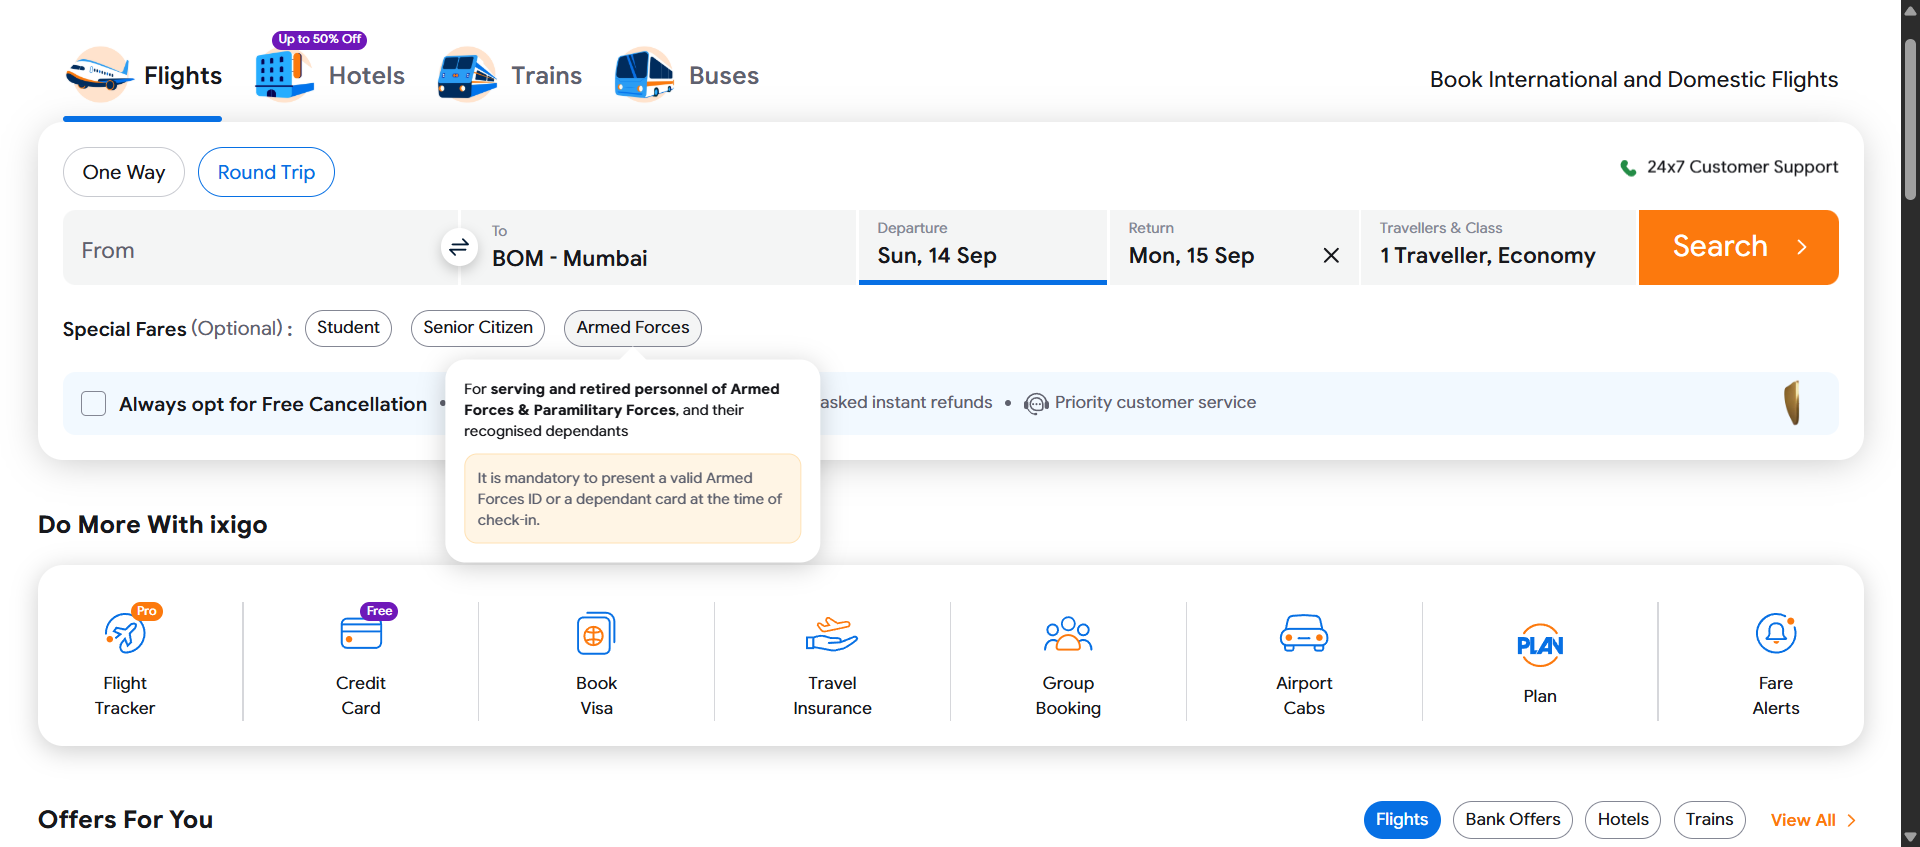 Up to 50% Off
Flights
Hotels
Trains
Buses
Book International and Domestic Flights
One Way
Round Trip
24x7 Customer Support
From
To
BOM - Mumbai
Departure
Sun, 14 Sep
Return
Mon, 15 Sep
Travellers & Class
1 Traveller, Economy
Search
Special Fares (Optional) :
Student
Senior Citizen
Armed Forces
For serving and retired personnel of Armed
Forces & Paramilitary Forces, and their
recognised dependants
It is mandatory to present a valid Armed
Forces ID or a dependant card at the time of
check-in.
Always opt for Free Cancellation •
asked instant refunds • Priority customer service
Do More With ixigo
Pro
Flight
Tracker
Free
Credit
Card
Book
Visa
Travel
Insurance
Group
Booking
Airport
Cabs
PLAN
Plan
Fare
Alerts
Offers For You
Flights
Bank Offers
Hotels
Trains
View All